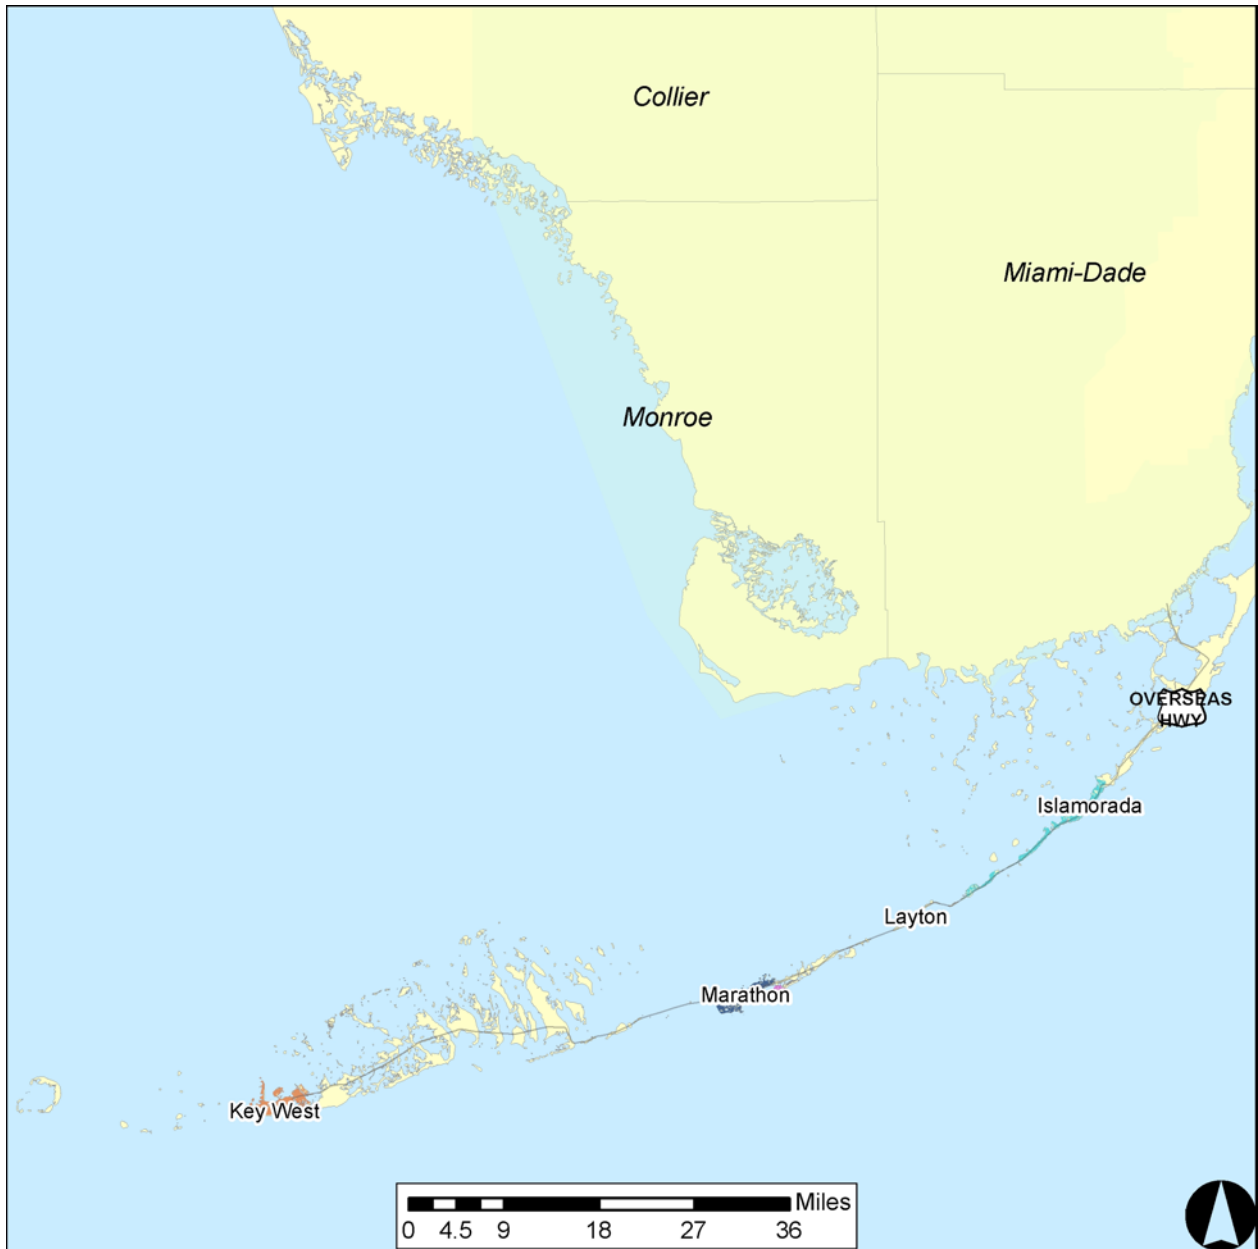 Collier
Miami-Dade
Monroe
OVERSEAS
HWY
Islamorada
Layton
Marathon
Key West
Miles
0 4.5 9 18 27 36